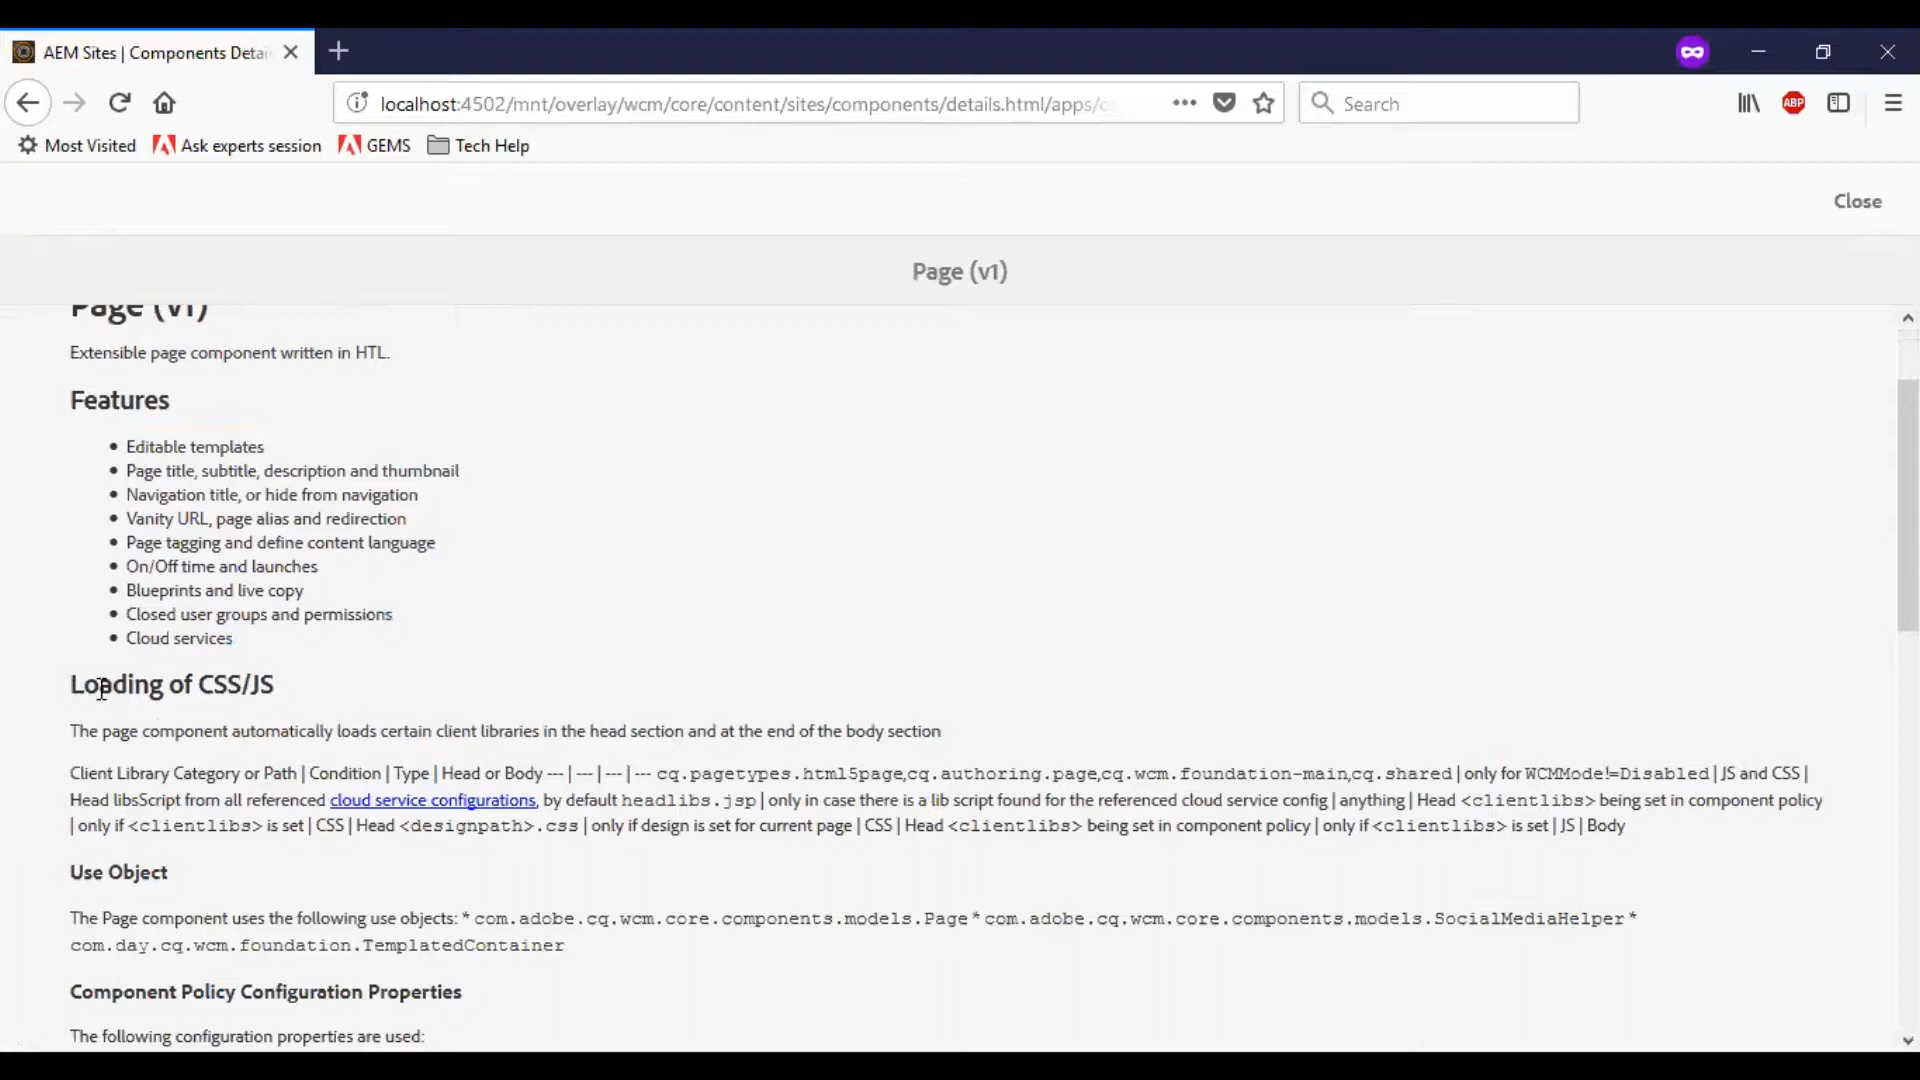 AEM Sites | Components Detai
localhost:4502/mnt/overlay/wcm/core/content/sites/components/details.html/apps/c
Search
ABP
Most Visited
Ask experts session
GEMS
Tech Help
Close
Page (v1)
Page (v1)
Extensible page component written in HTL.
Features
• Editable templates
• Page title, subtitle, description and thumbnail
• Navigation title, or hide from navigation
• Vanity URL, page alias and redirection
• Page tagging and define content language
• On/Off time and launches
• Blueprints and live copy
• Closed user groups and permissions
• Cloud services
Loading of CSS/JS
The page component automatically loads certain client libraries in the head section and at the end of the body section
Client Library Category or Path | Condition | Type | Head or Body --- | --- | --- | --- cq.pagetypes.html5page,cq.authoring.page,cq.wcm.foundation-main,cq.shared | only for WCMMode!=Disabled | JS and CSS |
Head libsScript from all referenced cloud service configurations, by default headlibs.jsp | only in case there is a lib script found for the referenced cloud service config | anything | Head <clientlibs> being set in component policy
| only if <clientlibs> is set | CSS | Head <designpath>.css | only if design is set for current page | CSS | Head <clientlibs> being set in component policy | only if <clientlibs> is set | JS | Body
Use Object
The Page component uses the following use objects: * com.adobe.cq.wcm.core.components.models.Page * com.adobe.cq.wcm.core.components.models.SocialMediaHelper *
com.day.cq.wcm.foundation.TemplatedContainer
Component Policy Configuration Properties
The following configuration properties are used: